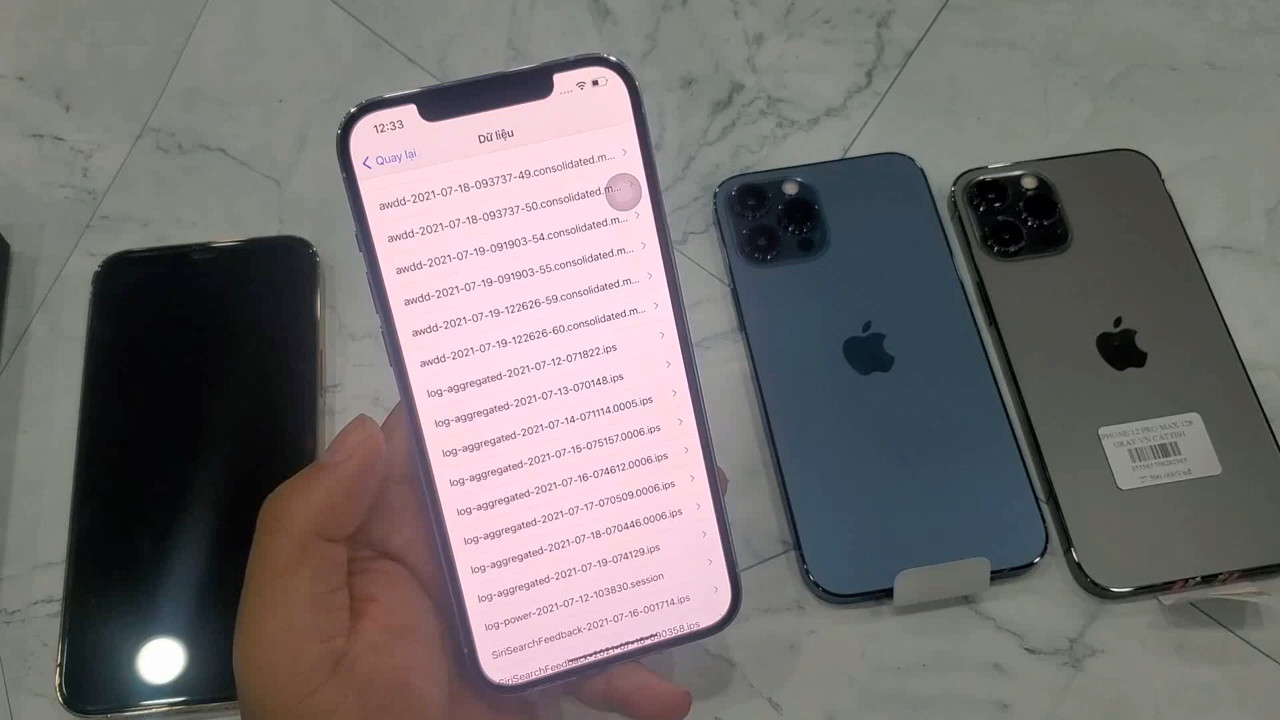 12:33
Quay lại
Dữ liệu
awdd-2021-07-18-093737-49.consolidated.m...
awdd-2021-07-18-093737-50.consolidated.m...
awdd-2021-07-19-091903-54.consolidated.m...
awdd-2021-07-19-091903-55.consolidated.m...
awdd-2021-07-19-122626-59.consolidated.m...
awdd-2021-07-19-122626-60.consolidated.m...
log-aggregated-2021-07-12-071822.ips
log-aggregated-2021-07-13-070148.ips
log-aggregated-2021-07-14-071114.0005.ips
log-aggregated-2021-07-15-075157.0006.ips
log-aggregated-2021-07-16-074612.0006.ips
log-aggregated-2021-07-17-070509.0006.ips
log-aggregated-2021-07-18-070446.0006.ips
log-aggregated-2021-07-19-074129.ips
log-power-2021-07-12-103830.session
SiriSearchFeedback-2021-07-16-001714.ips
PHONE 12 PRO MAX
GRAY VN